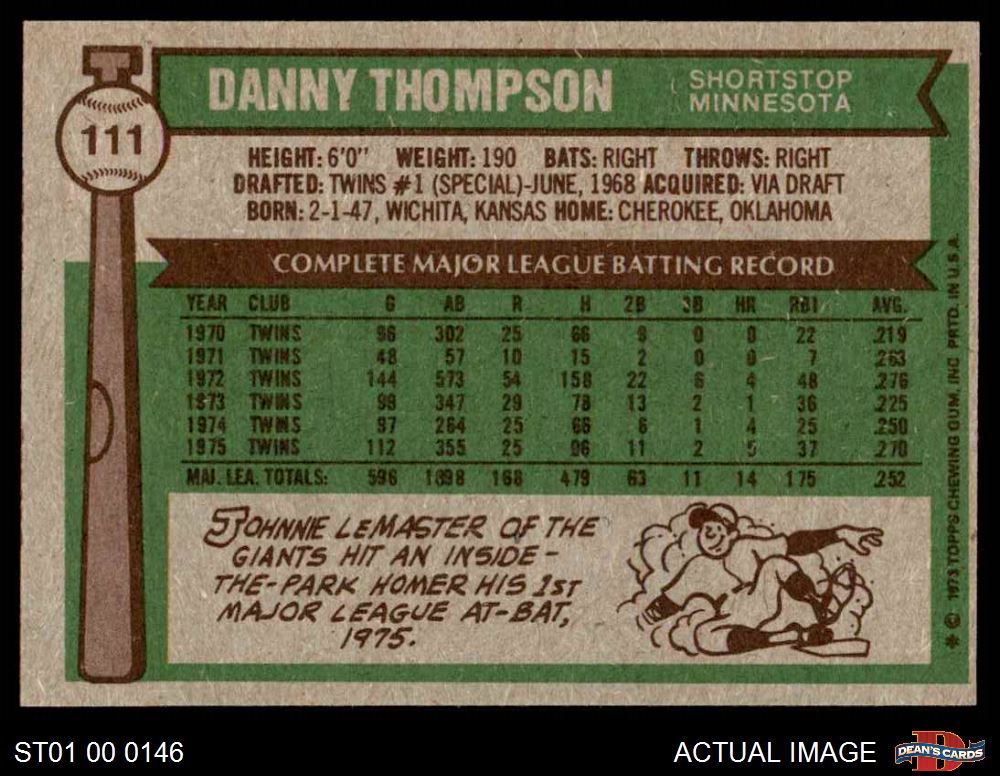 111
DANNY THOMPSON
SHORTSTOP
MINNESOTA
HEIGHT: 6'0" WEIGHT: 190 BATS: RIGHT THROWS: RIGHT
DRAFTED: TWINS #1 (SPECIAL)-JUNE, 1968 ACQUIRED: VIA DRAFT
BORN: 2-1-47, WICHITA, KANSAS HOME: CHEROKEE, OKLAHOMA
COMPLETE MAJOR LEAGUE BATTING RECORD
YEAR CLUB G AB R H 2B 3B HR RBI AVG.
1970 TWINS 96 302 25 66 9 0 0 22 .219
1971 TWINS 48 57 10 15 2 0 0 7 .263
1972 TWINS 144 573 54 158 22 6 4 48 .276
1973 TWINS 99 347 29 78 13 2 1 36 .225
1974 TWINS 97 264 25 66 6 1 4 25 .250
1975 TWINS 112 355 25 96 11 2 5 37 .270
MAJ. LEA. TOTALS: 596 1898 168 479 63 11 14 175 .252
JOHNNIE LEMASTER OF THE
GIANTS HIT AN INSIDE-
THE-PARK HOMER HIS 1ST
MAJOR LEAGUE AT-BAT,
1975.
* © 1973 TOPPS CHEWING GUM, INC PRTD. IN U.S.A.
ST01 00 0146
ACTUAL IMAGE
D
DEAN'S CARDS